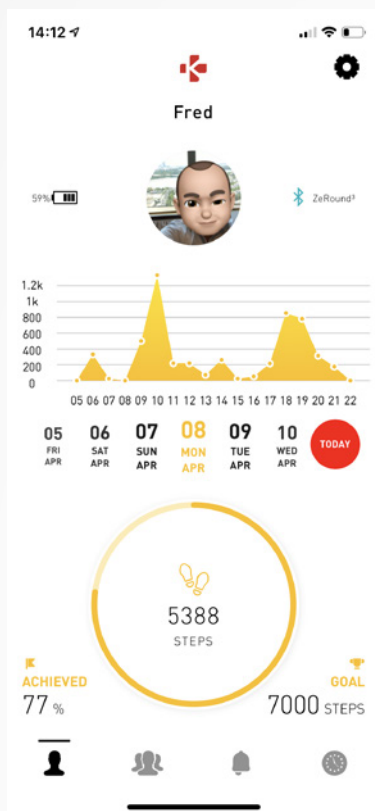 14:12
Fred
59%
ZeRound³
1.2k
1k
800
600
400
200
0
05 06 07 08 09 10 11 12 13 14 15 16 17 18 19 20 21 22
05 06 07 08 09 10
FRI SAT SUN MON TUE WED TODAY
APR APR APR APR APR APR
5388
STEPS
ACHIEVED GOAL
77 % 7000 STEPS